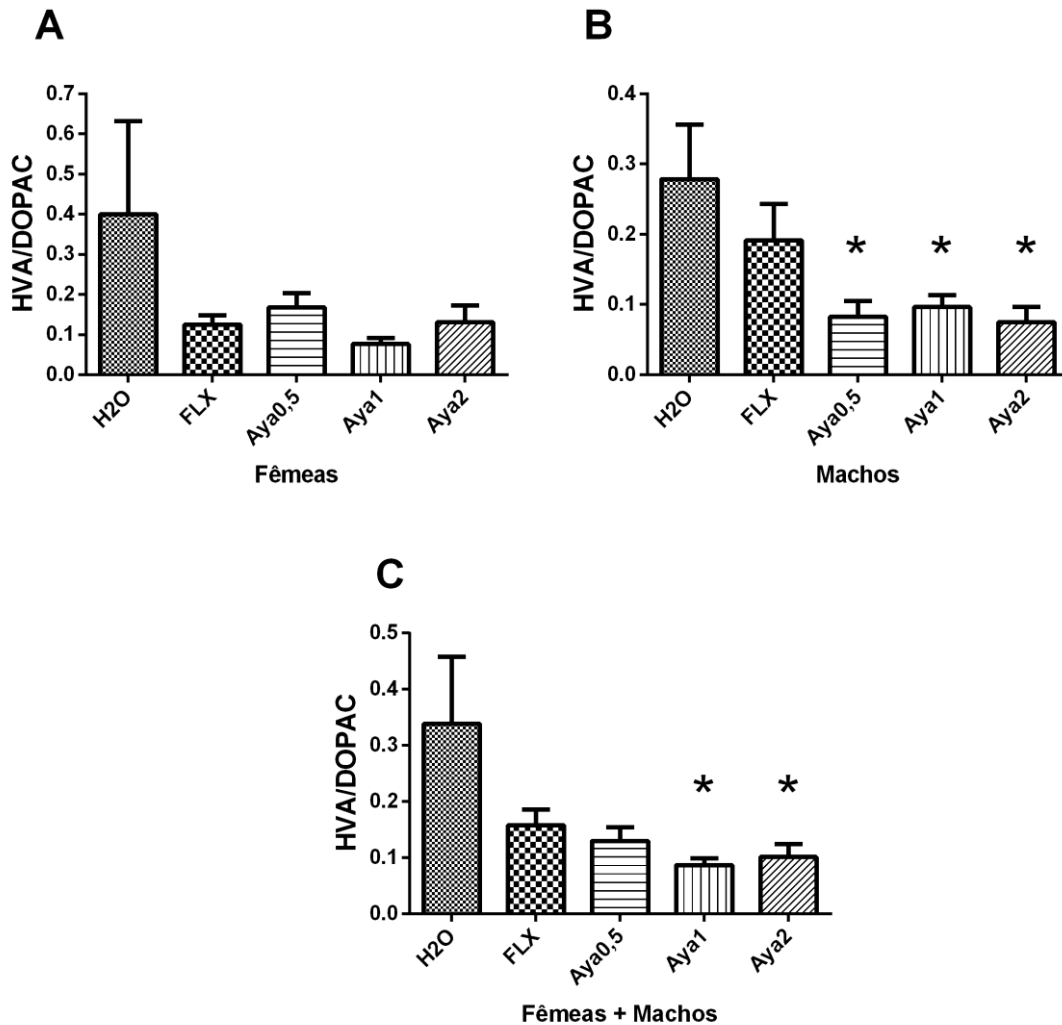 A
HVA/DOPAC
0.7
0.6
0.5
0.4
0.3
0.2
0.1
0.0
H2O
FLX
Aya0,5
Aya1
Aya2
Fêmeas
B
HVA/DOPAC
0.4
0.3
0.2
0.1
0.0
* * *
H2O
FLX
Aya0,5
Aya1
Aya2
Machos
C
HVA/DOPAC
0.5
0.4
0.3
0.2
0.1
0.0
* *
H2O
FLX
Aya0,5
Aya1
Aya2
Fêmeas + Machos